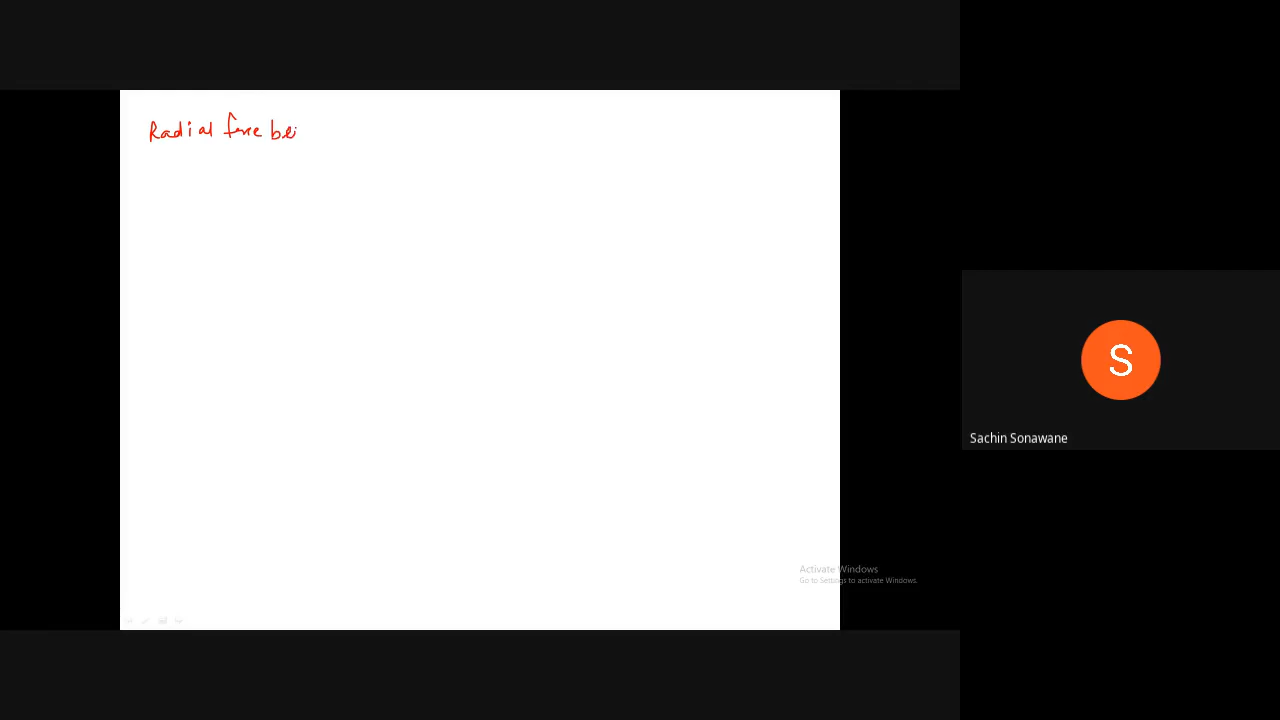 Radial force bei
S
Sachin Sonawane
Activate Windows
Go to Settings to activate Windows.